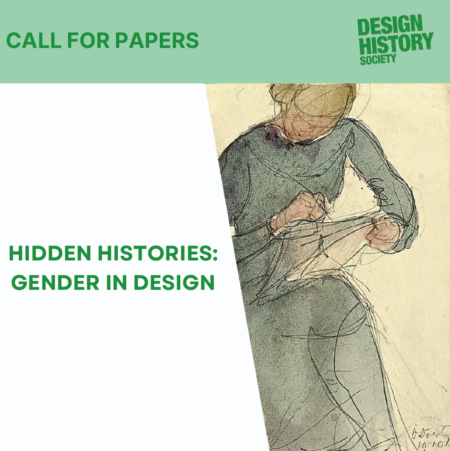 CALL FOR PAPERS
DESIGN
HISTORY
SOCIETY
HIDDEN HISTORIES:
GENDER IN DESIGN